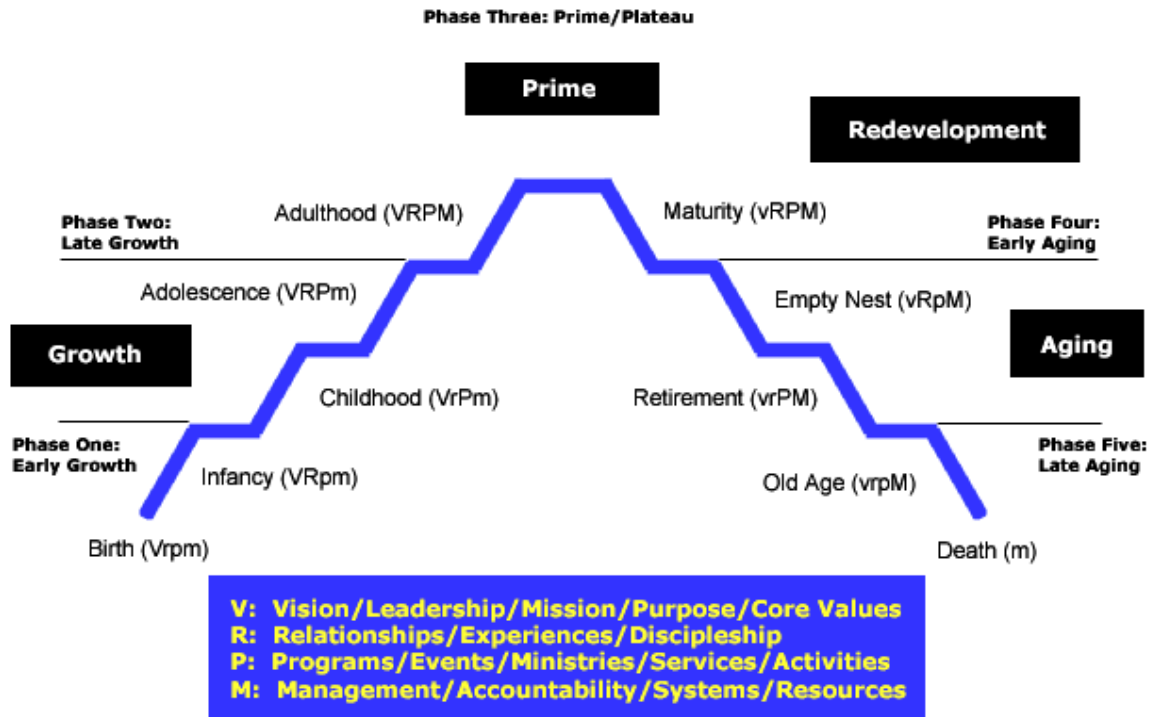 Phase Three: Prime/Plateau
Prime
Redevelopment
Adulthood (VRPM)
Maturity (vRPM)
Phase Two:
Late Growth
Phase Four:
Early Aging
Adolescence (VRPm)
Empty Nest (vRpM)
Growth
Aging
Childhood (VrPm)
Retirement (vrPM)
Phase One:
Early Growth
Phase Five:
Late Aging
Infancy (VRpm)
Old Age (vrpM)
Birth (Vrpm)
Death (m)
V: Vision/Leadership/Mission/Purpose/Core Values
R: Relationships/Experiences/Discipleship
P: Programs/Events/Ministries/Services/Activities
M: Management/Accountability/Systems/Resources